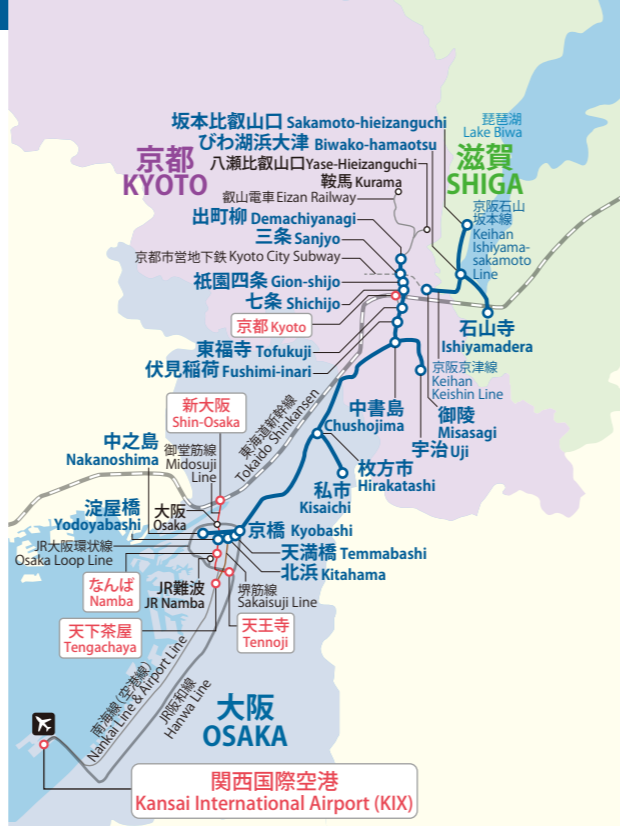 坂本比叡山口 Sakamoto-hieizanguchi
びわ湖浜大津 Biwako-hamaotsu
八瀬比叡山口 Yase-Hieizanguchi
鞍馬 Kurama
叡山電車 Eizan Railway
京都
KYOTO
琵琶湖
Lake Biwa
滋賀
SHIGA
出町柳 Demachiyanagi
三条 Sanjyo
京都市営地下鉄 Kyoto City Subway
祇園四条 Gion-shijo
七条 Shichijo
京都 Kyoto
東福寺 Tofukuji
伏見稲荷 Fushimi-inari
京阪石山
坂本線
Keihan
Ishiyama-
sakamoto
Line
石山寺
Ishiyamadera
京阪京津線
Keihan
Keishin Line
御陵
Misasagi
宇治 Uji
中書島
Chushojima
枚方市
Hirakatashi
私市
Kisaichi
東海道新幹線
Tokaido Shinkansen
新大阪
Shin-Osaka
御堂筋線
Midosuji
Line
中之島
Nakanoshima
淀屋橋
Yodoyabashi
大阪
Osaka
京橋 Kyobashi
天満橋 Temmabashi
北浜 Kitahama
JR大阪環状線
Osaka Loop Line
なんば
Namba
JR難波
JR Namba
堺筋線
Sakaisuji Line
天下茶屋
Tengachaya
天王寺
Tennoji
南海線(空港線)
Nankai Line & Airport Line
JR阪和線
Hanwa Line
大阪
OSAKA
関西国際空港
Kansai International Airport (KIX)